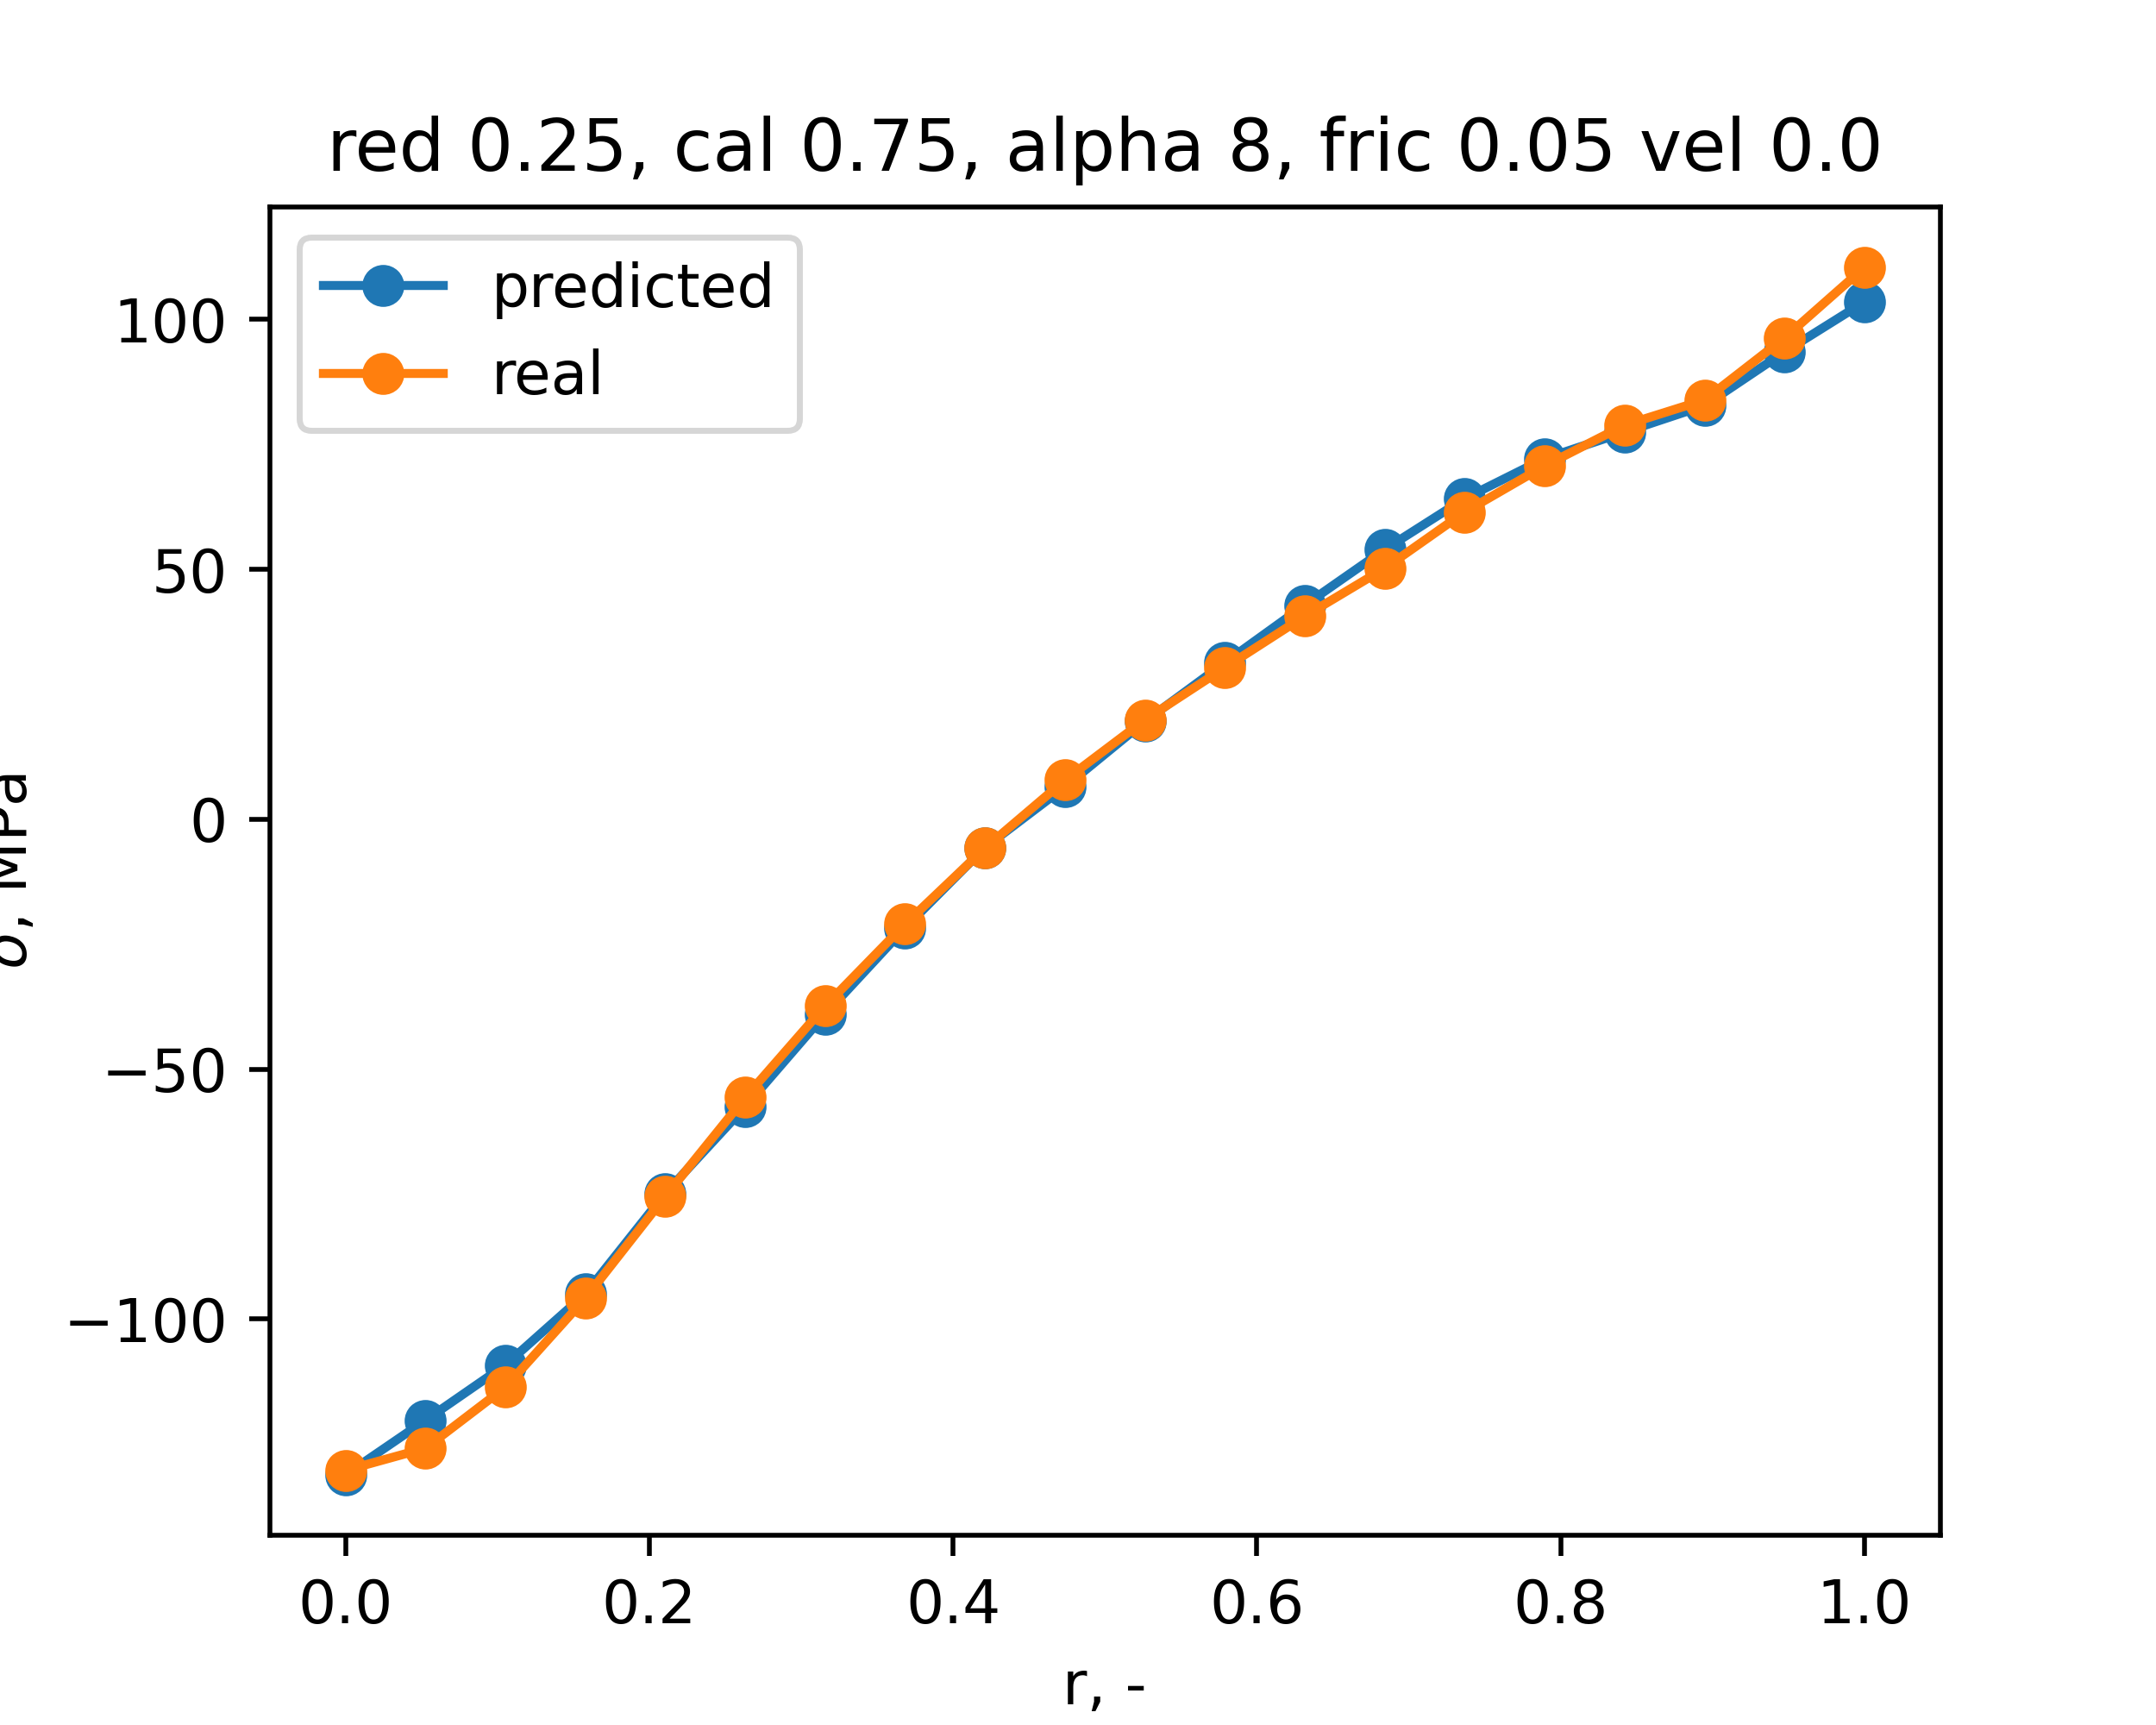 red 0.25, cal 0.75, alpha 8, fric 0.05 vel 0.0
predicted
real
100
50
0
−50
−100
σ, MPa
0.0 0.2 0.4 0.6 0.8 1.0
r, -